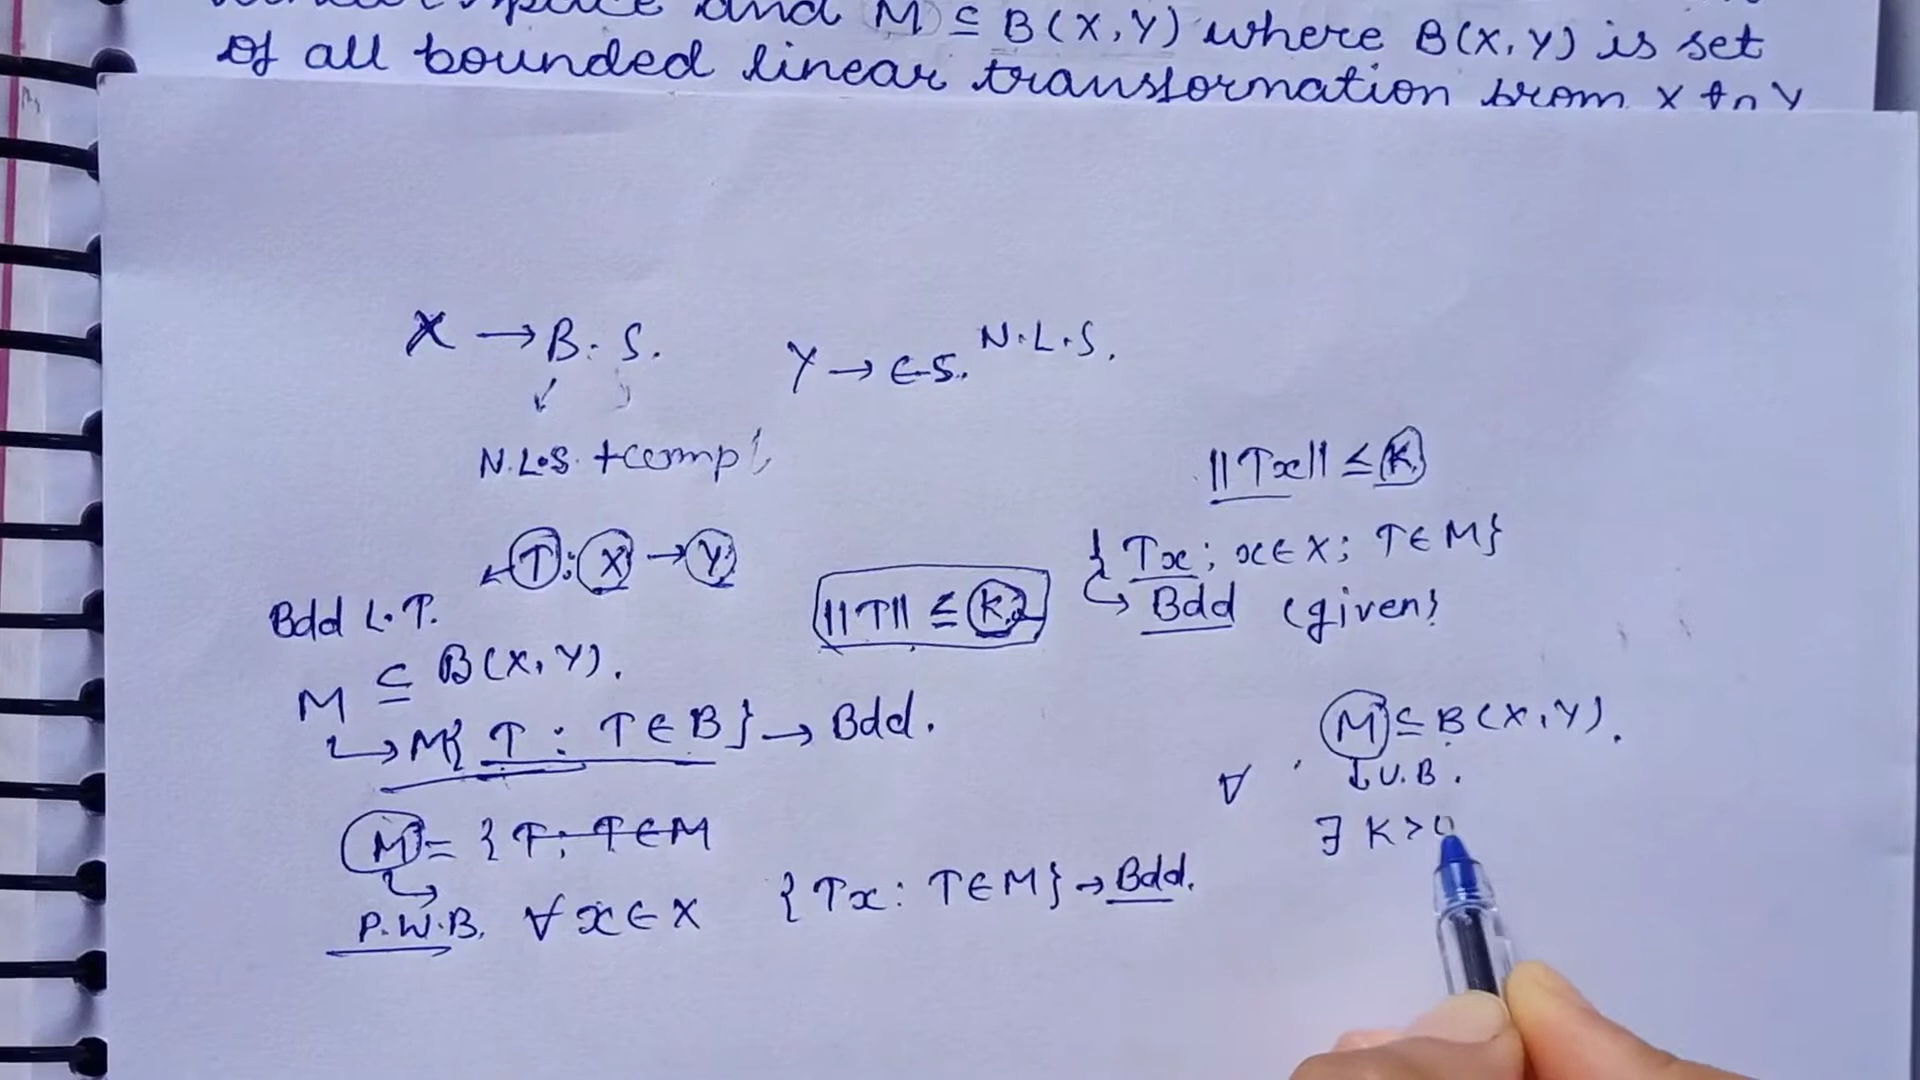 space and M ⊆ B(X,Y) where B(X,Y) is set
of all bounded linear transformation from X to Y
X → B. S.
Y → C.S. N.L.S.
N.L.S. + compl
||Tx|| ≤ K
T : X → Y
{Tx ; x ∈ X ; T ∈ M}
Bdd L.T.
||T|| ≤ K
Bdd (given)
M ⊆ B(X,Y).
M{ T : T ∈ B} → Bdd.
M ⊆ B(X,Y).
∀ ↓ U.B.
M = { T ; T ∈ M
∃ K > 0
P.W.B. ∀ x ∈ X {Tx : T ∈ M} → Bdd.